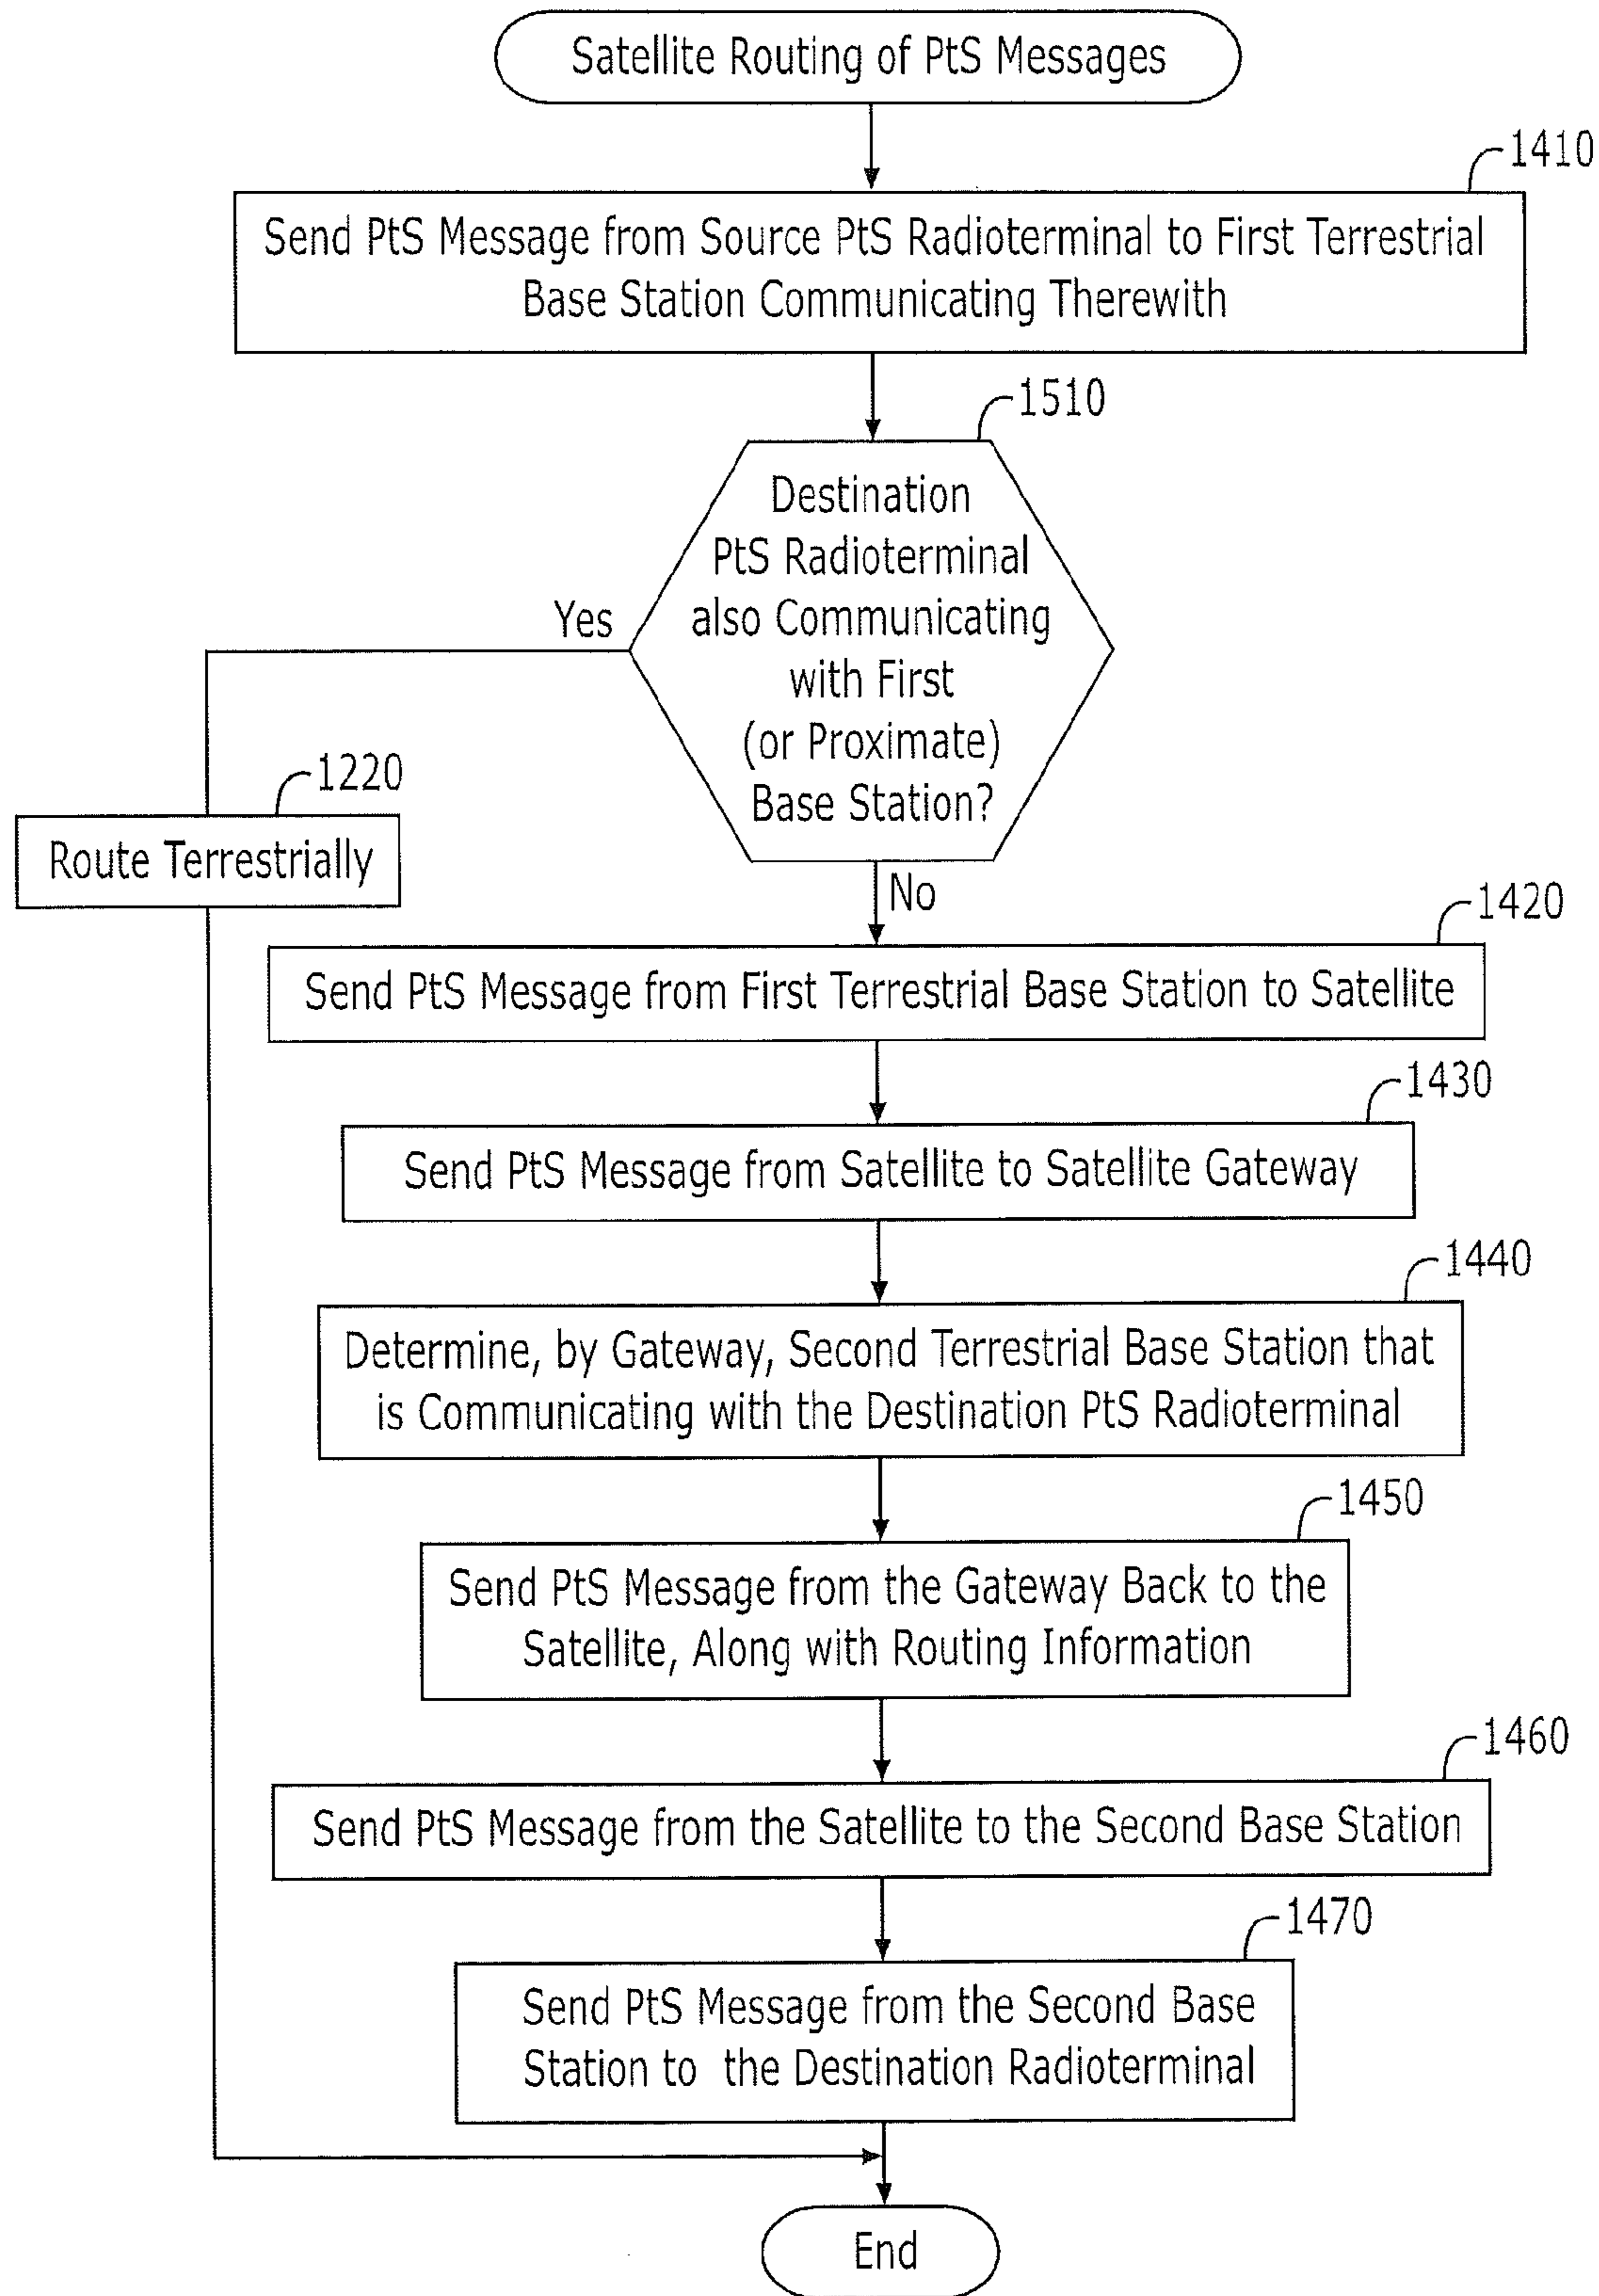 Satellite Routing of PtS Messages
1410
Send PtS Message from Source PtS Radioterminal to First Terrestrial
Base Station Communicating Therewith
1510
Destination
PtS Radioterminal
also Communicating
with First
(or Proximate)
Base Station?
Yes
1220
Route Terrestrially
No
1420
Send PtS Message from First Terrestrial Base Station to Satellite
1430
Send PtS Message from Satellite to Satellite Gateway
1440
Determine, by Gateway, Second Terrestrial Base Station that
is Communicating with the Destination PtS Radioterminal
1450
Send PtS Message from the Gateway Back to the
Satellite, Along with Routing Information
1460
Send PtS Message from the Satellite to the Second Base Station
1470
Send PtS Message from the Second Base
Station to the Destination Radioterminal
End